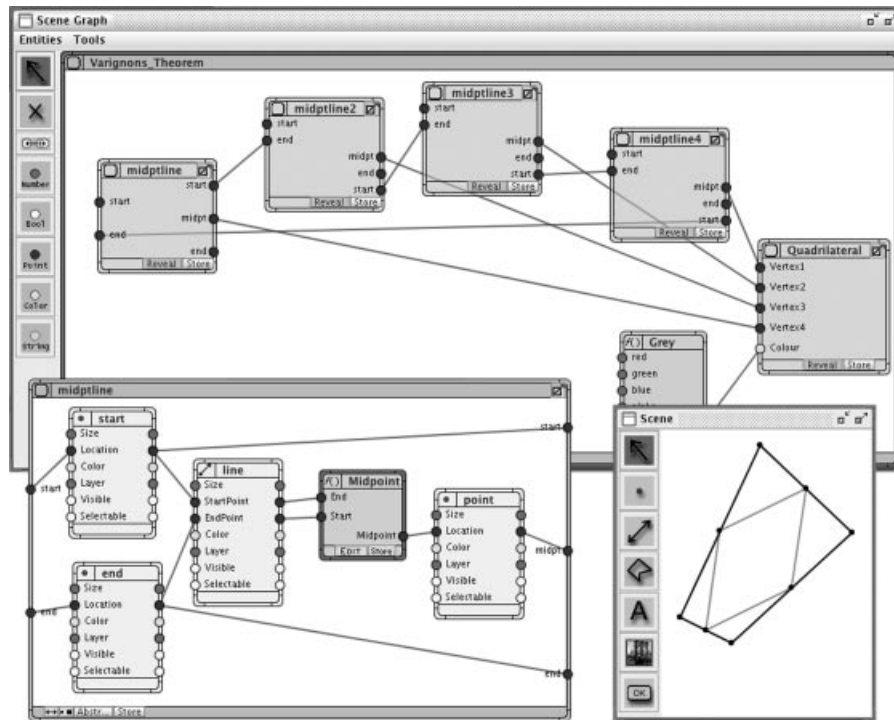 Scene Graph
Entities Tools
Varignons_Theorem
Number
Bool
Point
Color
String
midptline
start
start
midpt
end
end
Reveal Store
midptline2
start
end
midpt
end
start
Reveal Store
midptline3
start
end
midpt
end
start
Reveal Store
midptline4
start
end
midpt
end
start
Reveal Store
Quadrilateral
Vertex1
Vertex2
Vertex3
Vertex4
Colour
Reveal Store
f() Grey
red
green
blue
midptline
start
end
start
Size
Location
Color
Layer
Visible
Selectable
end
Size
Location
Color
Layer
Visible
Selectable
line
Size
StartPoint
EndPoint
Color
Layer
Visible
Selectable
f() Midpoint
End
Start
Midpoint
EDIT Store
point
Size
Location
Color
Layer
Visible
Selectable
start
midpt
end
Abstr... Store
Scene
A
OK